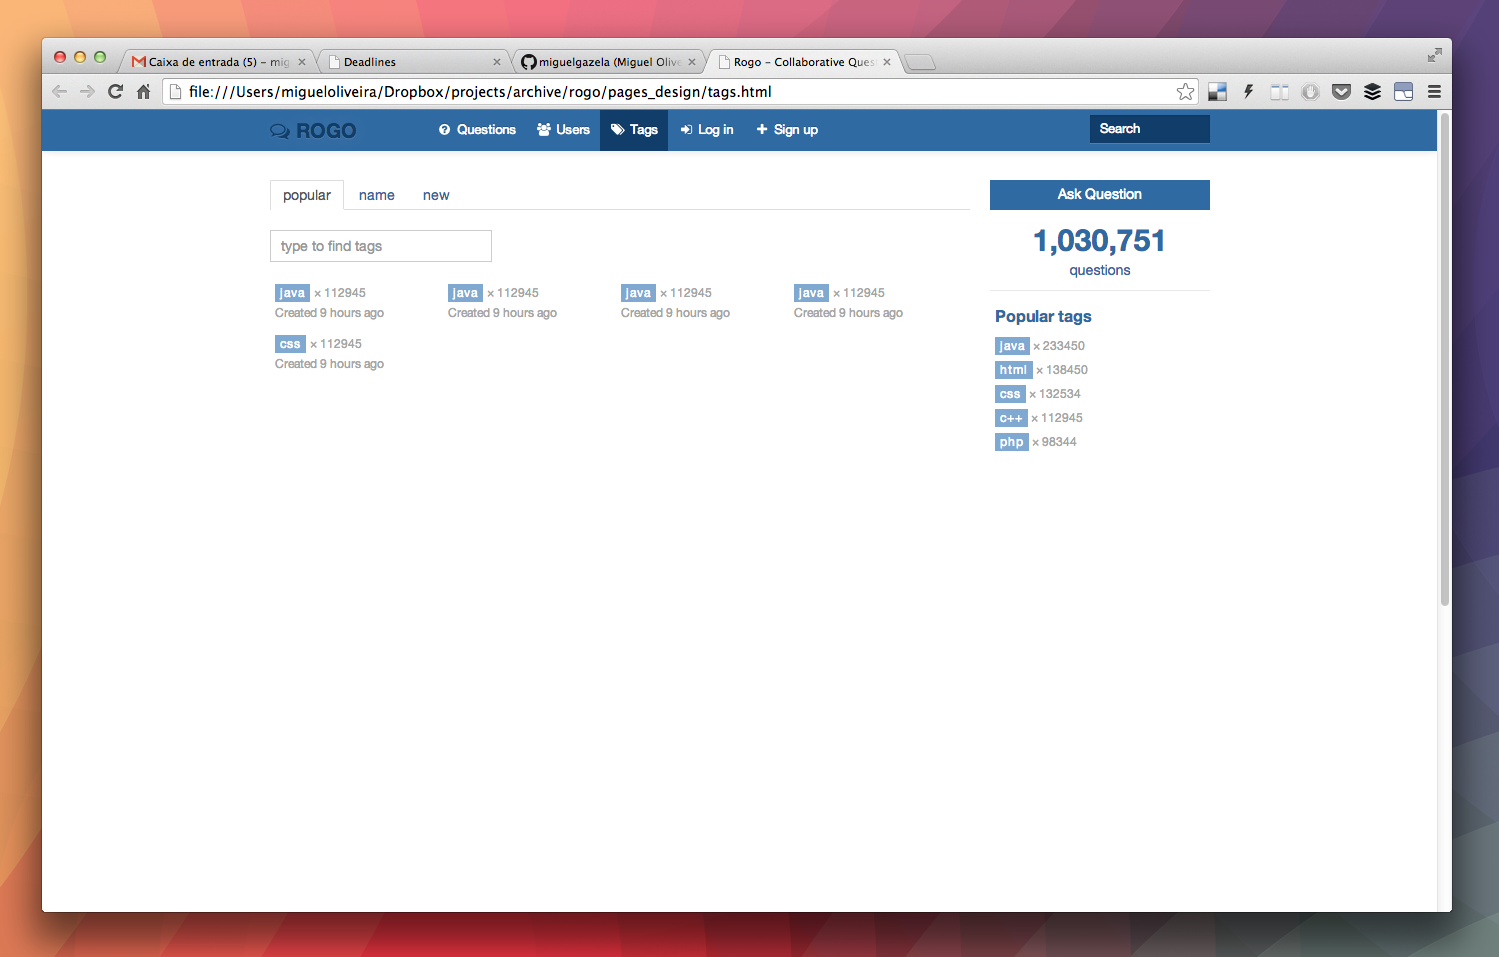 Caixa de entrada (5) – mig
Deadlines
miguelgazela (Miguel Olive
Rogo – Collaborative Ques
file:///Users/migueloliveira/Dropbox/projects/archive/rogo/pages_design/tags.html
ROGO
Questions
Users
Tags
Log in
Sign up
Search
popular
name
new
type to find tags
java × 112945
Created 9 hours ago
java × 112945
Created 9 hours ago
java × 112945
Created 9 hours ago
java × 112945
Created 9 hours ago
css × 112945
Created 9 hours ago
Ask Question
1,030,751
questions
Popular tags
java × 233450
html × 138450
css × 132534
c++ × 112945
php × 98344